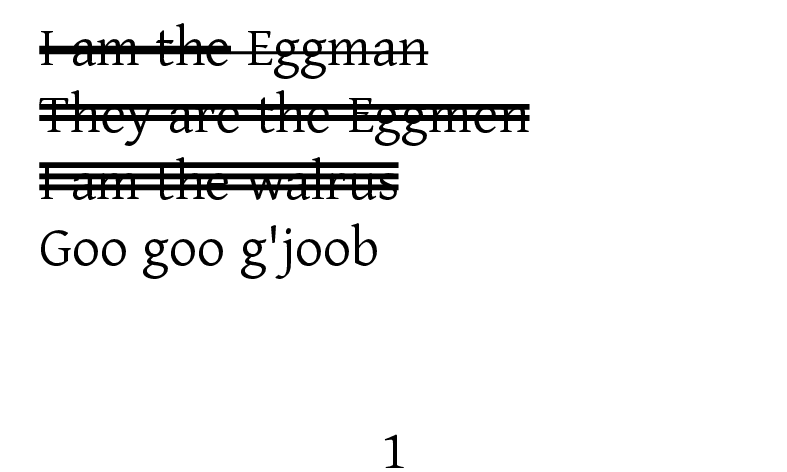 I am the Eggman
They are the Eggmen
I am the walrus
Goo goo g'joob
1